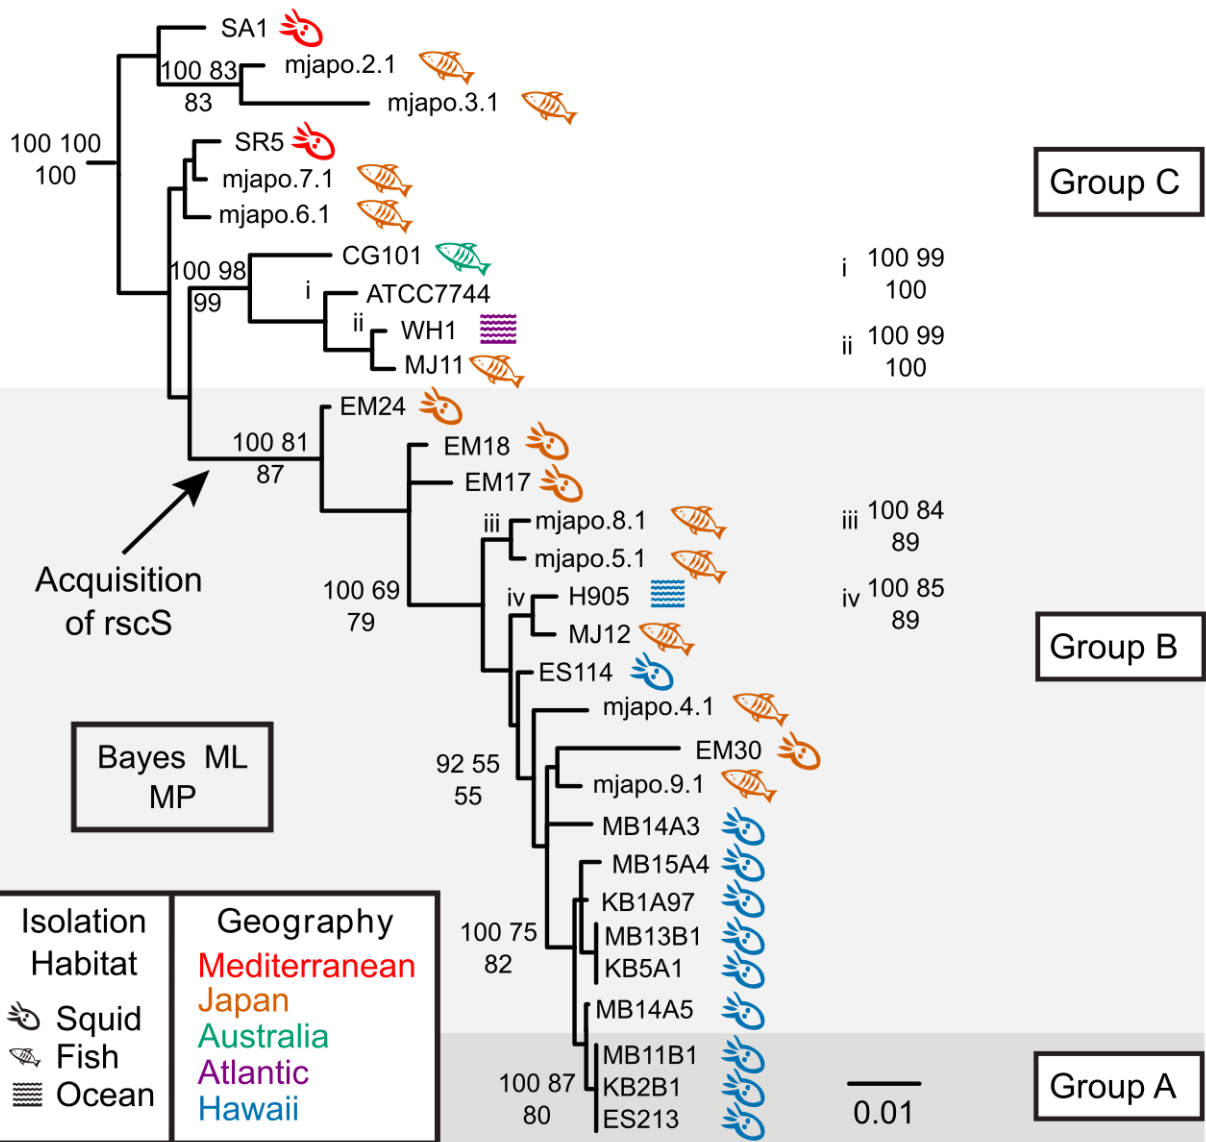 SA1
mjapo.2.1
100 83
83
mjapo.3.1
100 100
100
SR5
mjapo.7.1
mjapo.6.1
Group C
CG101
100 98
99
i
ATCC7744
ii
WH1
MJ11
i 100 99
100
ii 100 99
100
EM24
100 81
87
EM18
EM17
Acquisition
of rscS
iii
mjapo.8.1
mjapo.5.1
iii 100 84
89
100 69
79
iv
H905
MJ12
iv 100 85
89
Group B
ES114
mjapo.4.1
Bayes ML
MP
92 55
55
EM30
mjapo.9.1
MB14A3
MB15A4
KB1A97
100 75
82
MB13B1
KB5A1
MB14A5
MB11B1
100 87
80
KB2B1
ES213
Group A
0.01
Isolation
Habitat
Squid
Fish
Ocean
Geography
Mediterranean
Japan
Australia
Atlantic
Hawaii